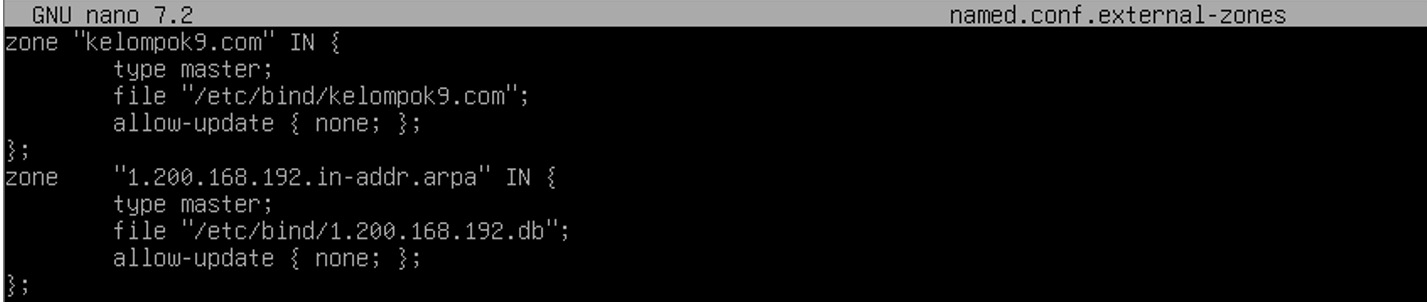 GNU nano 7.2 named.conf.external-zones
zone "kelompok9.com" IN {
        type master;
        file "/etc/bind/kelompok9.com";
        allow-update { none; };
};
zone    "1.200.168.192.in-addr.arpa" IN {
        type master;
        file "/etc/bind/1.200.168.192.db";
        allow-update { none; };
};